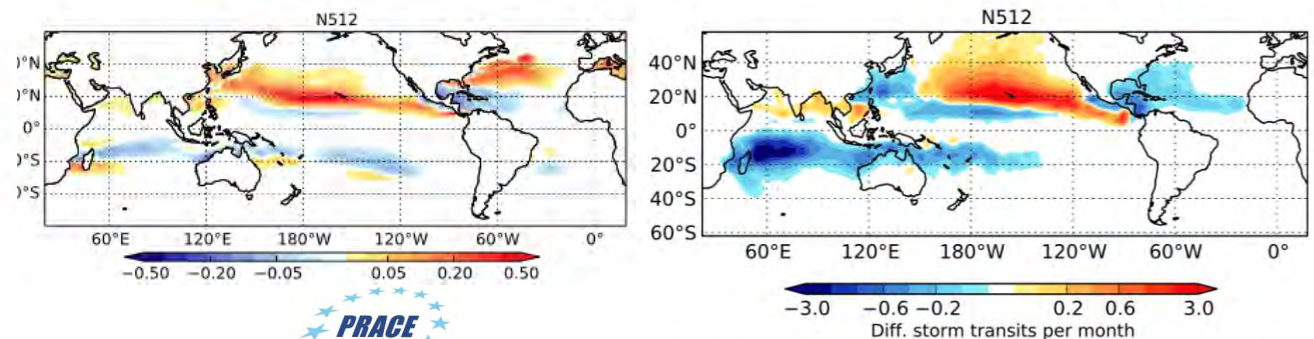 N512
)°N
)°N
0°
)°S
)°S
60°E 120°E 180°W 120°W 60°W 0°
−0.50 −0.20 −0.05 0.05 0.20 0.50
PRACE
N512
40°N
20°N
0°
20°S
40°S
60°S
60°E 120°E 180°W 120°W 60°W 0°
−3.0 −0.6 −0.2 0.2 0.6 3.0
Diff. storm transits per month